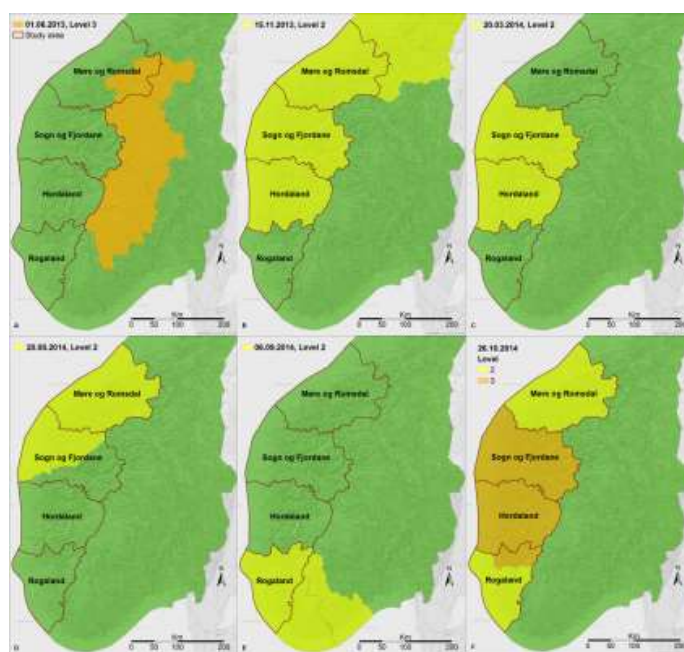 01.06.2013, Level 3
Study area
Møre og Romsdal
Sogn og Fjordane
Hordaland
Rogaland
N
Km
0 50 100 200
A
15.11.2013, Level 2
Møre og Romsdal
Sogn og Fjordane
Hordaland
Rogaland
N
Km
0 50 100 200
B
20.03.2014, Level 2
Møre og Romsdal
Sogn og Fjordane
Hordaland
Rogaland
N
Km
0 50 100 200
C
Level 2
Møre og Romsdal
Sogn og Fjordane
Hordaland
Rogaland
N
Km
0 50 100 200
D
06.09.2014, Level 2
Møre og Romsdal
Sogn og Fjordane
Hordaland
Rogaland
N
Km
0 50 100 200
E
26.10.2014
Level
2
3
Møre og Romsdal
Sogn og Fjordane
Hordaland
Rogaland
N
Km
0 50 100 200
F